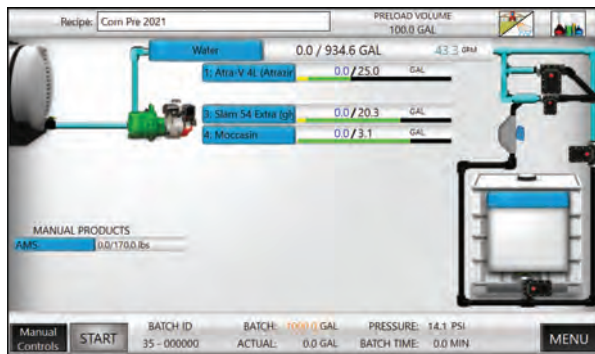 Recipe: Corn Pre 2021
PRELOAD VOLUME
100.0 GAL
Water 0.0 / 934.6 GAL 43.3 GPM
1: Atra-V 4L (Atrazin 0.0/25.0 GAL
3: Slam 54 Extra (gly 0.0/20.3 GAL
4: Moccasin 0.0/3.1 GAL
MANUAL PRODUCTS
AMS 0.0/170.0 lbs
Manual Controls
START
BATCH ID
35 - 000000
BATCH: 1000.0 GAL
ACTUAL: 0.0 GAL
PRESSURE: 14.1 PSI
BATCH TIME: 0.0 MIN
MENU